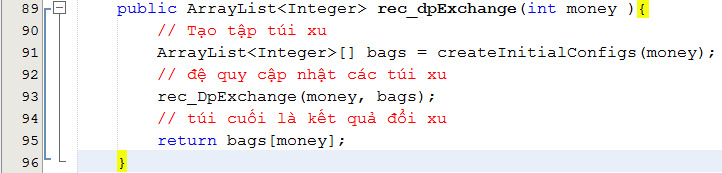 89 public ArrayList<Integer> rec_dpExchange(int money ){
90 // Tạo tập túi xu
91 ArrayList<Integer>[] bags = createInitialConfigs(money);
92 // đệ quy cập nhật các túi xu
93 rec_DpExchange(money, bags);
94 // túi cuối là kết quả đổi xu
95 return bags[money];
96 }